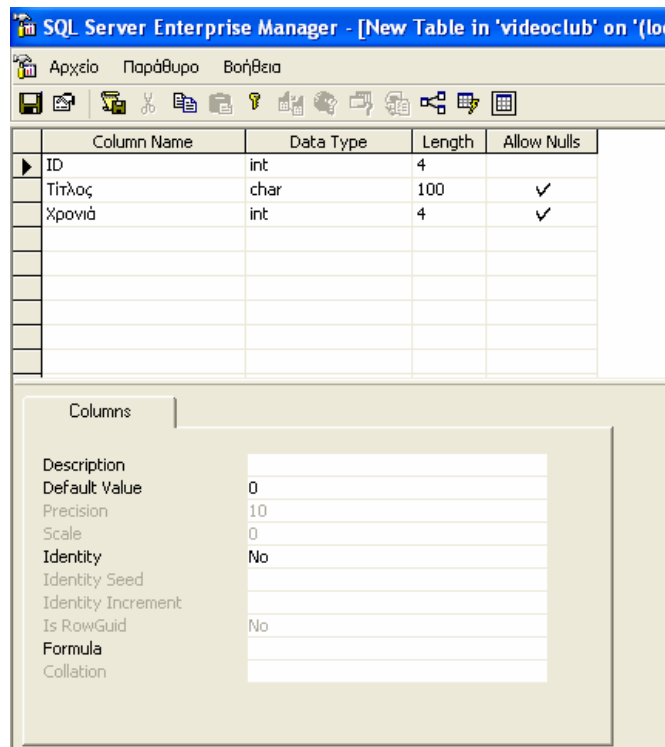 SQL Server Enterprise Manager - [New Table in 'videoclub' on '(lo
Αρχείο Παράθυρο Βοήθεια
Column Name Data Type Length Allow Nulls
ID int 4
Τίτλος char 100
Χρονιά int 4
Columns
Description
Default Value 0
Precision 10
Scale 0
Identity No
Identity Seed
Identity Increment
Is RowGuid No
Formula
Collation